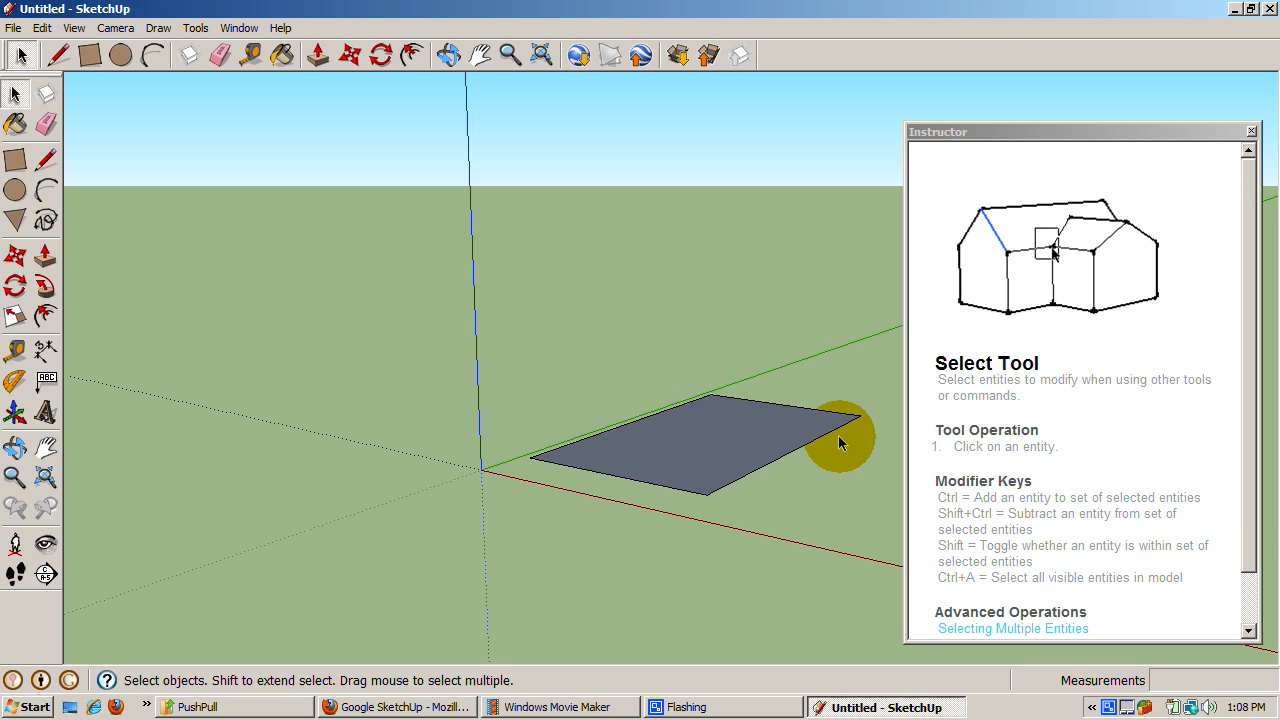 Untitled - SketchUp
File Edit View Camera Draw Tools Window Help
Instructor
Select Tool
Select entities to modify when using other tools
or commands.
Tool Operation
1. Click on an entity.
Modifier Keys
Ctrl = Add an entity to set of selected entities
Shift+Ctrl = Subtract an entity from set of
selected entities
Shift = Toggle whether an entity is within set of
selected entities
Ctrl+A = Select all visible entities in model
Advanced Operations
Selecting Multiple Entities
ABC
A
Select objects. Shift to extend select. Drag mouse to select multiple.
Measurements
Start
PushPull
Google SketchUp - Mozill...
Windows Movie Maker
Flashing
Untitled - SketchUp
1:08 PM